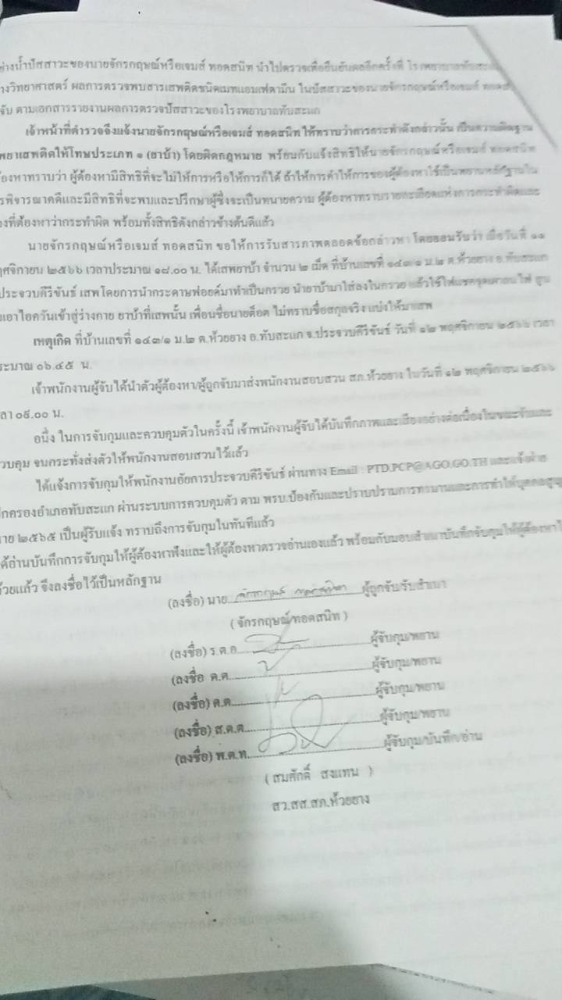 ่างน้ำปัสสาวะของนายจักรกฤษณ์หรือเจมส์ ทอดสนิท นำไปตรวจเพื่อยืนยันผลอีกครั้งที่ โรงพยาบาลทับสะ
างวิทยาศาสตร์ ผลการตรวจพบสารเสพติดชนิดเมทแอมเฟตามีน ในปัสสาวะของนายจักรกฤษณ์หรือเจมส์ ทอดส
จับ ตามเอกสารรายงานผลการตรวจปัสสาวะของโรงพยาบาลทับสะแก
เจ้าหน้าที่ตำรวจจึงแจ้งนายจักรกฤษณ์หรือเจมส์ ทอดสนิท ให้ทราบว่าการกระทำดังกล่าวนั้น เป็นความผิดฐาน
พยาเสพติดให้โทษประเภท ๑ (ยาบ้า) โดยผิดกฎหมาย พร้อมกับแจ้งสิทธิให้นายจักรกฤษณ์หรือเจมส์ ทอดสนิท
้องหาทราบว่า ผู้ต้องหามีสิทธิที่จะไม่ให้การหรือให้การก็ได้ ถ้าให้การคำให้การของผู้ต้องหาใช้เป็นพยานหลักฐานใน
รพิจารณาคดีและมีสิทธิที่จะพบและปรึกษาผู้ซึ่งจะเป็นทนายความ ผู้ต้องหาทราบรายละเอียดแห่งการกระทำผิดและ
องที่ต้องหาว่ากระทำผิด พร้อมทั้งสิทธิดังกล่าวข้างต้นดีแล้ว
นายจักรกฤษณ์หรือเจมส์ ทอดสนิท ขอให้การรับสารภาพตลอดข้อกล่าวหา โดยยอมรับว่า เมื่อวันที่ ๑๑
ฤศจิกายน ๒๕๖๖ เวลาประมาณ ๑๘.๐๐ น. ได้เสพยาบ้า จำนวน ๒ เม็ด ที่บ้านเลขที่ ๑๔๓/๑ ม.๒ ต.ห้วยยาง อ.ทับสะแก
ประจวบคีรีขันธ์ เสพโดยการนำกระดาษฟอยด์มาทำเป็นกรวย นำยาบ้ามาใส่ลงในกรวย แล้วใช้ไฟแชคจุดเผาลนไฟ สูบ
เอาไอควันเข้าสู่ร่างกาย ยาบ้าที่เสพนั้น เพื่อนชื่อนายต็อด ไม่ทราบชื่อสกุลจริง แบ่งให้มาเสพ
เหตุเกิด ที่บ้านเลขที่ ๑๔๓/๑ ม.๒ ต.ห้วยยาง อ.ทับสะแก จ.ประจวบคีรีขันธ์ วันที่ ๑๒ พฤศจิกายน ๒๕๖๖ เวลา
ระมาณ ๐๖.๔๕ น.
เจ้าพนักงานผู้จับได้นำตัวผู้ต้องหา/ผู้ถูกจับมาส่งพนักงานสอบสวน สภ.ห้วยยาง ในวันที่ ๑๒ พฤศจิกายน ๒๕๖๖
ลา ๐๙.๐๐ น.
อนึ่ง ในการจับกุมและควบคุมตัวในครั้งนี้ เจ้าพนักงานผู้จับได้บันทึกภาพและเสียงอย่างต่อเนื่องในขณะจับและ
วบคุม จนกระทั่งส่งตัวให้พนักงานสอบสวนไว้แล้ว
ได้แจ้งการจับกุมให้พนักงานอัยการประจวบคีรีขันธ์ ผ่านทาง Email : PTD.PCP@AGO.GO.TH และแจ้งฝ่าย
กครองอำเภอทับสะแก ผ่านระบบการควบคุมตัว ตาม พรบ.ป้องกันและปราบปรามการทรมานและการทำให้บุคคลสูญ
าย ๒๕๖๕ เป็นผู้รับแจ้ง ทราบถึงการจับกุมในทันทีแล้ว
ด้อ่านบันทึกการจับกุมให้ผู้ต้องหาฟังและให้ผู้ต้องหาตรวจอ่านเองแล้ว พร้อมกับมอบสำเนาบันทึกจับกุมให้ผู้ต้องหาไ
้วยแล้ว จึงลงชื่อไว้เป็นหลักฐาน
(ลงชื่อ) นาย จักรกฤษณ์ ทอดสนิท ผู้ถูกจับ/รับสำเนา
( จักรกฤษณ์/ทอดสนิท )
(ลงชื่อ) ร.ต.อ. ผู้จับกุม/พยาน
(ลงชื่อ ด.ต. ผู้จับกุม/พยาน
(ลงชื่อ) ด.ต. ผู้จับกุม/พยาน
(ลงชื่อ) ส.ต.ต. ผู้จับกุม/พยาน
(ลงชื่อ) พ.ต.ท. ผู้จับกุม/บันทึก/อ่าน
( สมศักดิ์ สงแทน )
สว.สส.สภ.ห้วยยาง